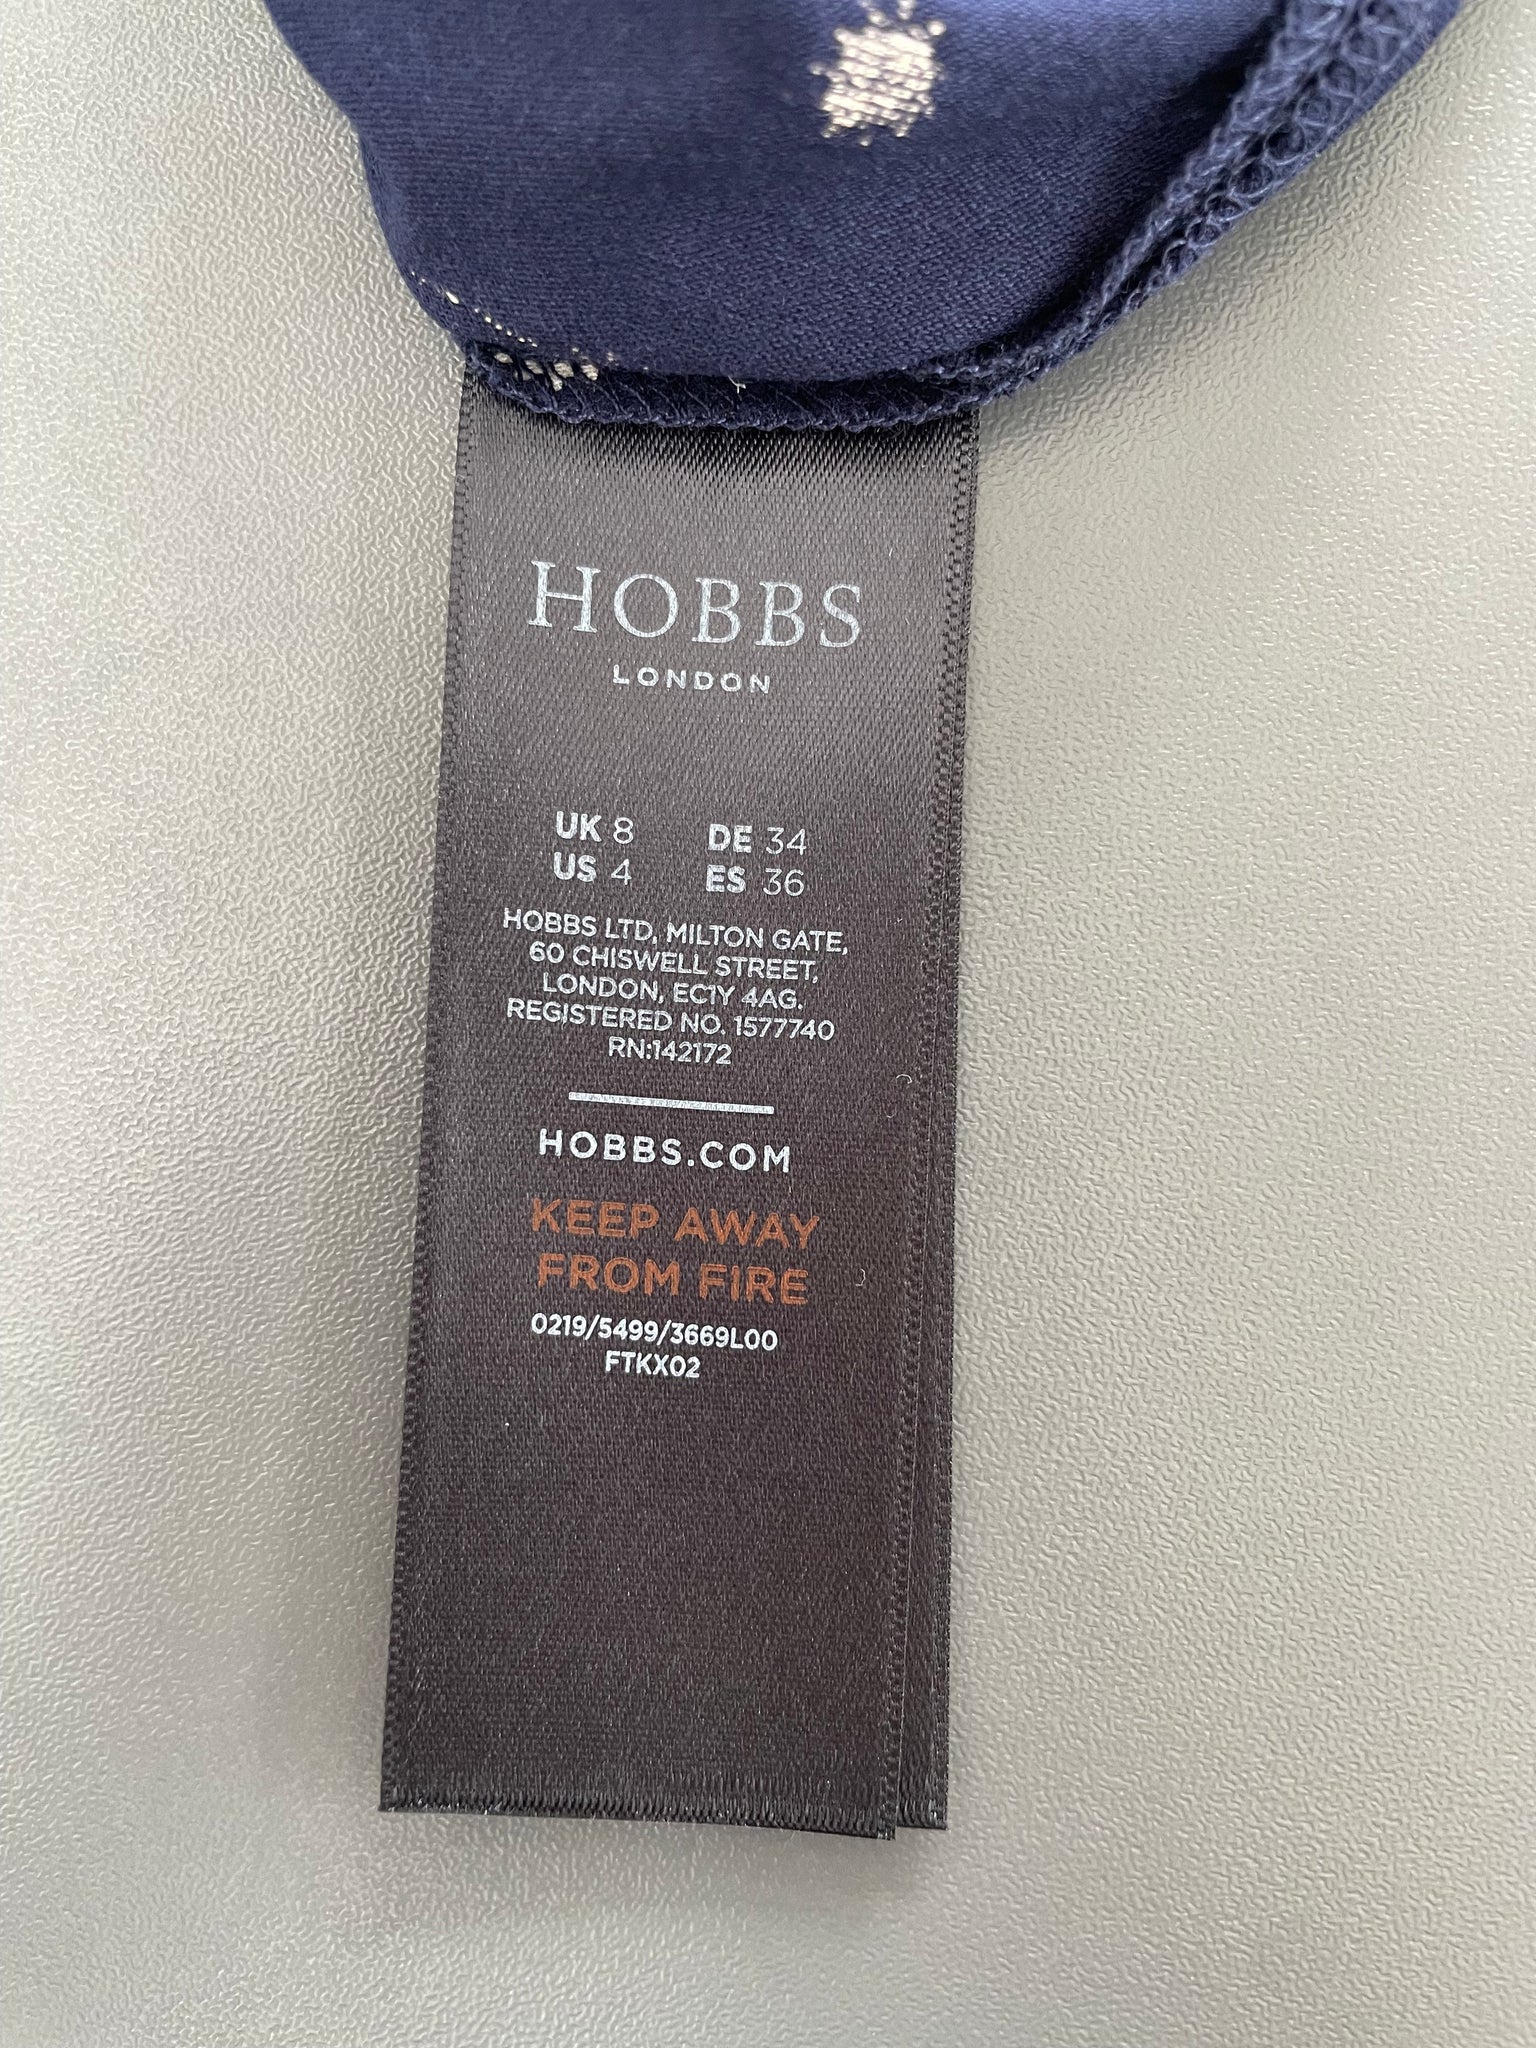 HOBBS
LONDON
UK 8 DE 34
US 4 ES 36
HOBBS LTD, MILTON GATE,
60 CHISWELL STREET,
LONDON, EC1Y 4AG.
REGISTERED NO. 1577740
RN:142172
HOBBS.COM
KEEP AWAY
FROM FIRE
0219/5499/3669L00
FTKX02